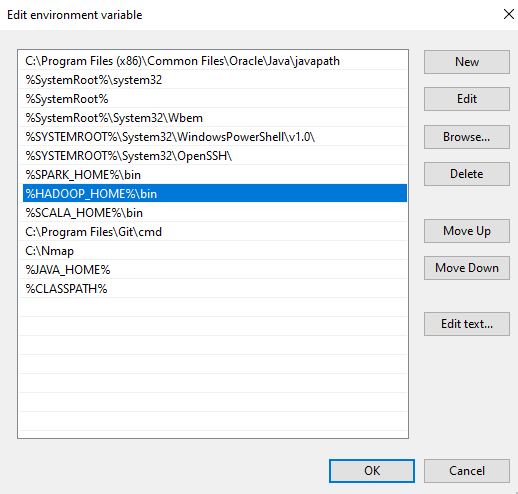 Edit environment variable
C:\Program Files (x86)\Common Files\Oracle\Java\javapath
%SystemRoot%\system32
%SystemRoot%
%SystemRoot%\System32\Wbem
%SYSTEMROOT%\System32\WindowsPowerShell\v1.0\
%SYSTEMROOT%\System32\OpenSSH\
%SPARK_HOME%\bin
%HADOOP_HOME%\bin
%SCALA_HOME%\bin
C:\Program Files\Git\cmd
C:\Nmap
%JAVA_HOME%
%CLASSPATH%
New
Edit
Browse...
Delete
Move Up
Move Down
Edit text...
OK
Cancel